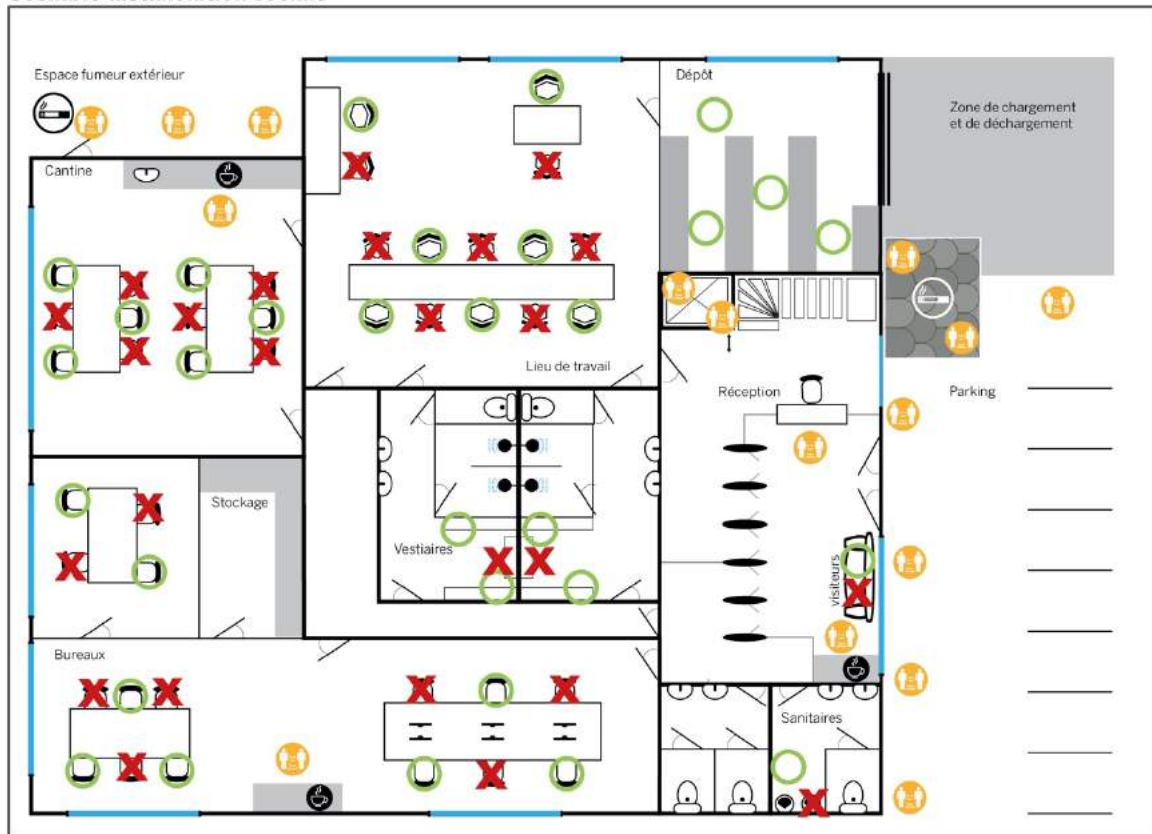 Espace fumeur extérieur
Dépôt
Zone de chargement
et de déchargement
Cantine
Lieu de travail
Réception
Parking
Stockage
Vestiaires
visiteurs
Bureaux
Sanitaires